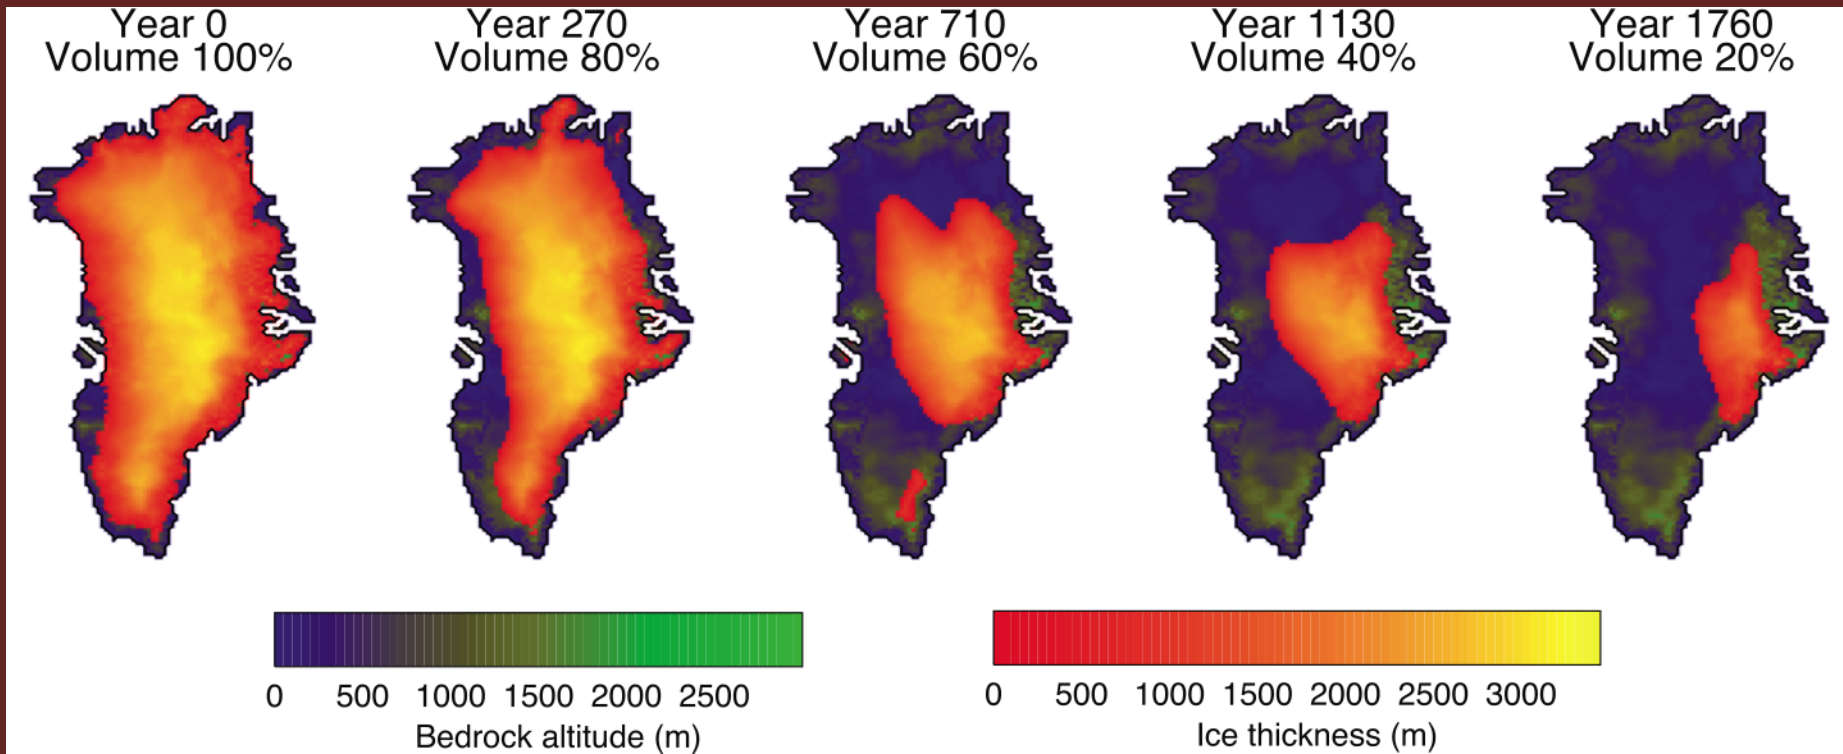 Year 0
Volume 100%
Year 270
Volume 80%
Year 710
Volume 60%
Year 1130
Volume 40%
Year 1760
Volume 20%
0 500 1000 1500 2000 2500
Bedrock altitude (m)
0 500 1000 1500 2000 2500 3000
Ice thickness (m)